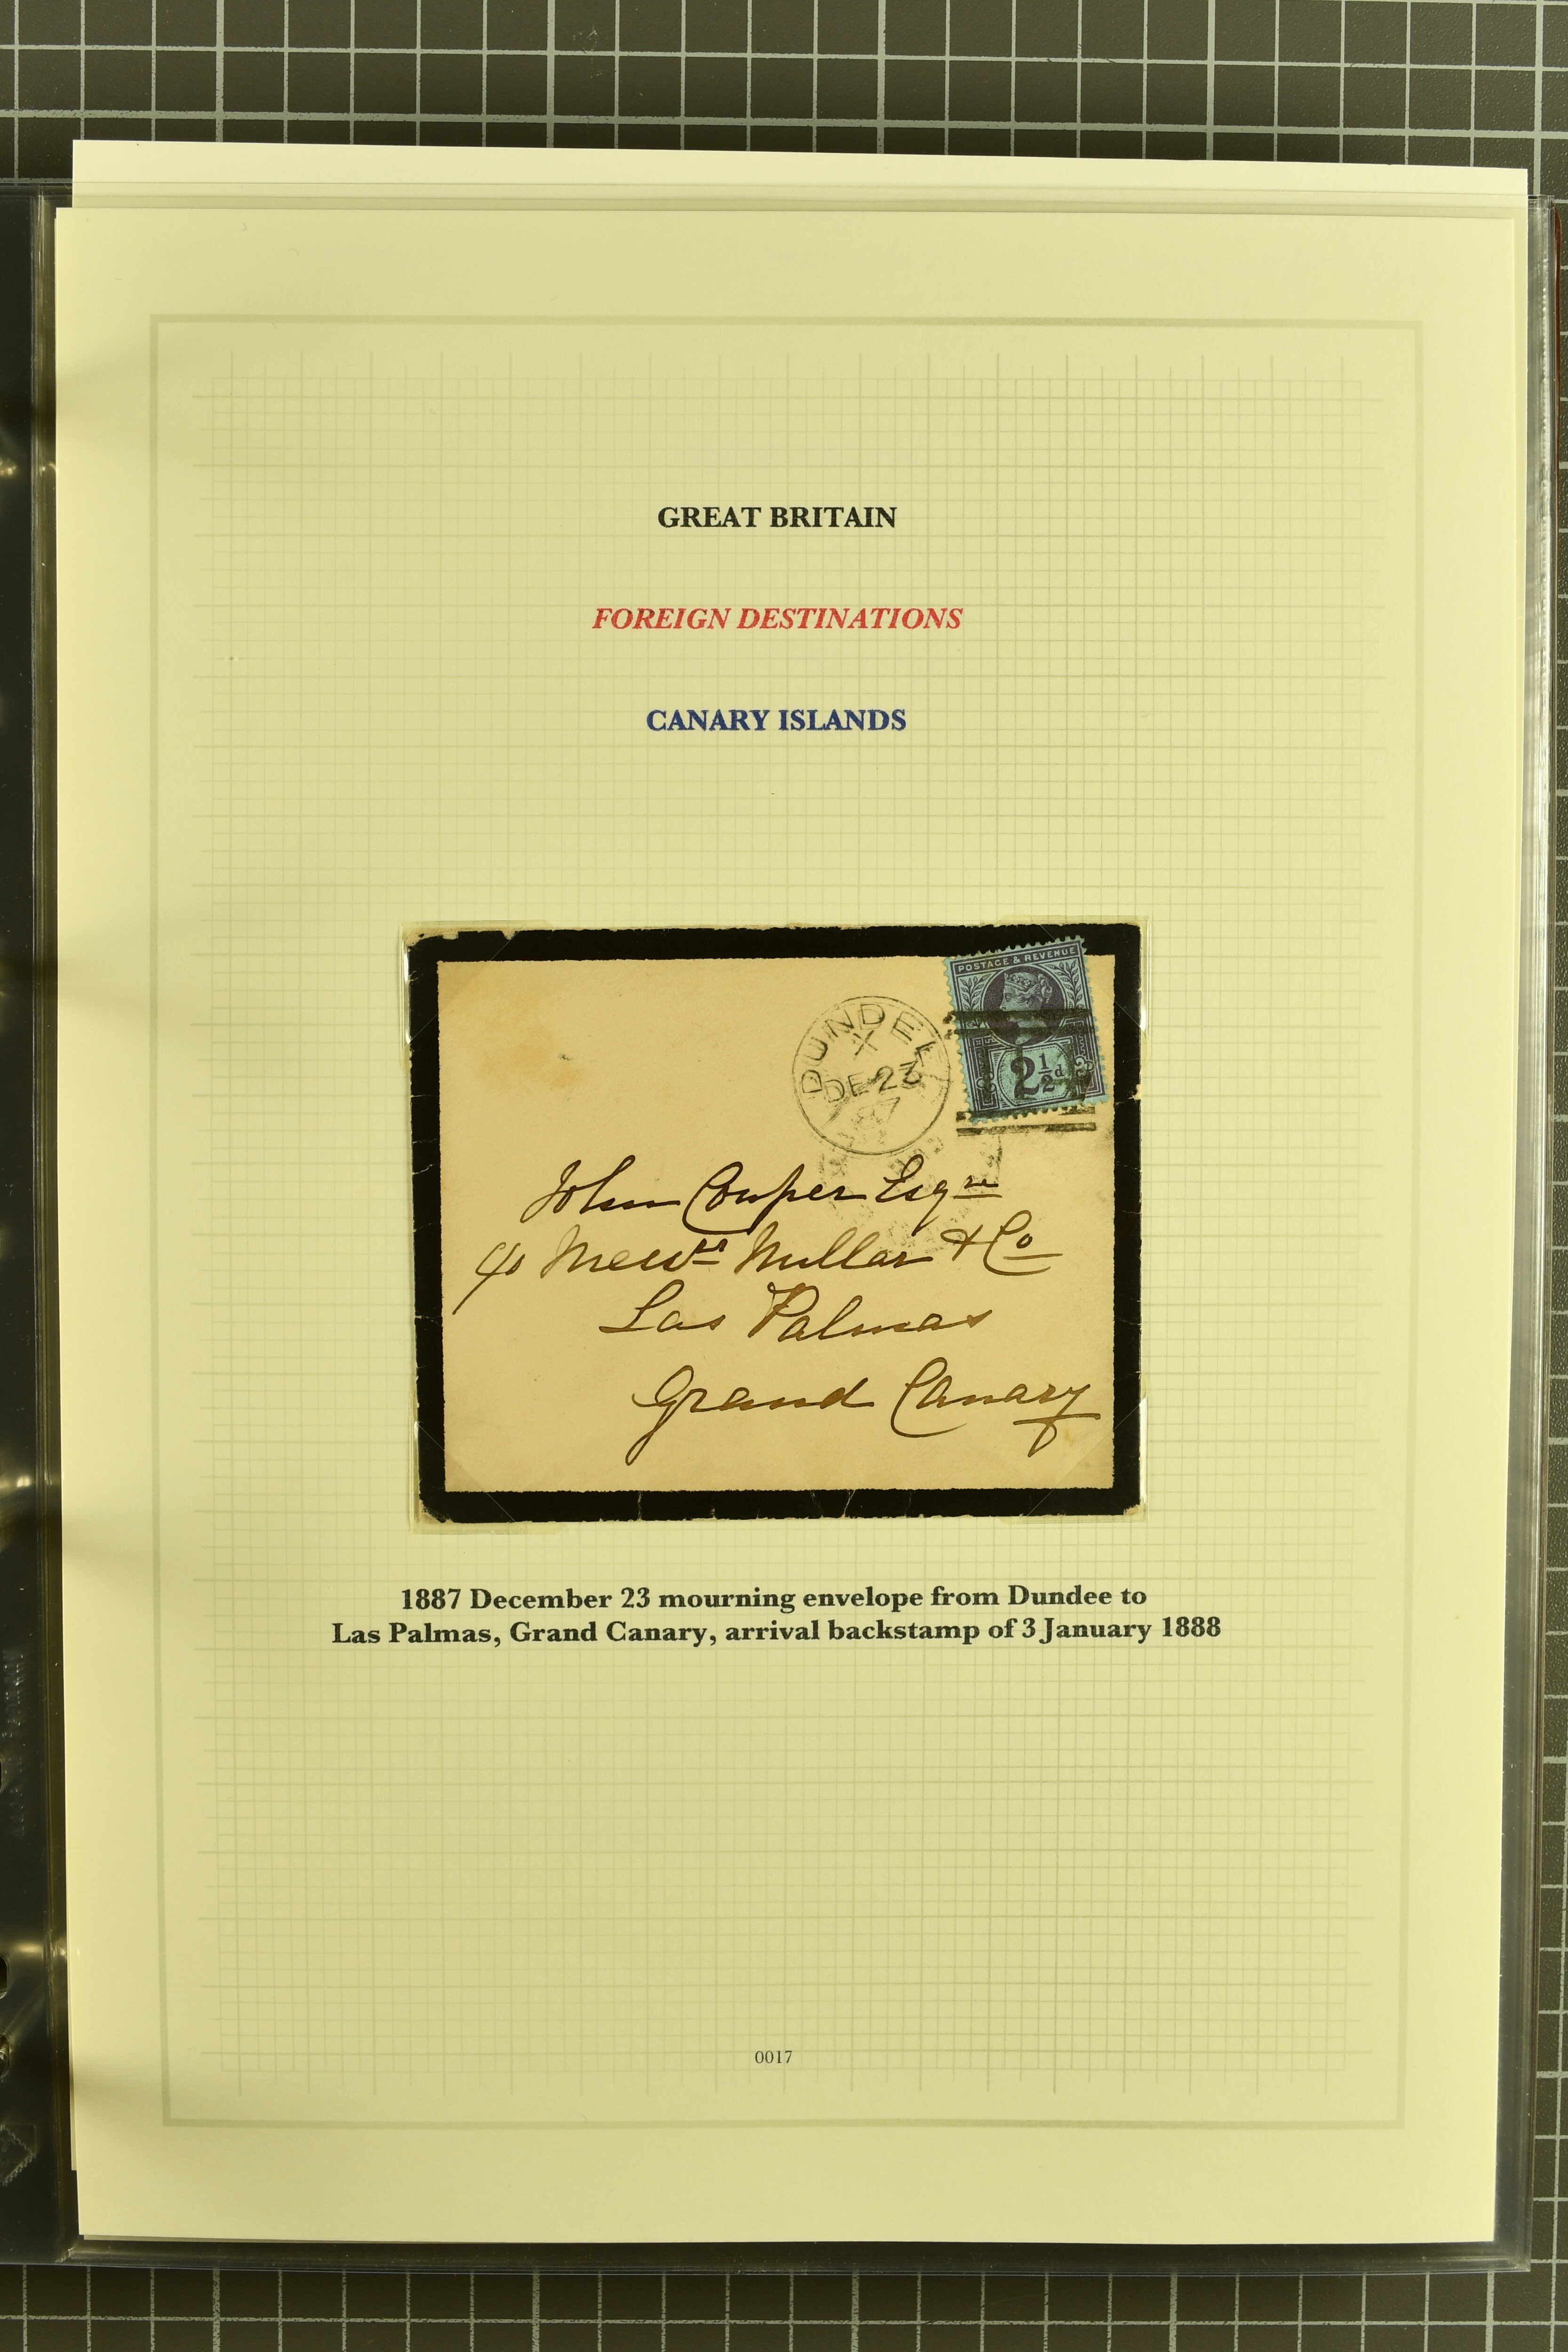 GREAT BRITAIN
FOREIGN DESTINATIONS
CANARY ISLANDS
POSTAGE & REVENUE
2½d
DUNDEE
X
DE 23
87
John Cowper Esqre
c/o Messrs Millar & Co
Las Palmas
Grand Canary
1887 December 23 mourning envelope from Dundee to
Las Palmas, Grand Canary, arrival backstamp of 3 January 1888
0017